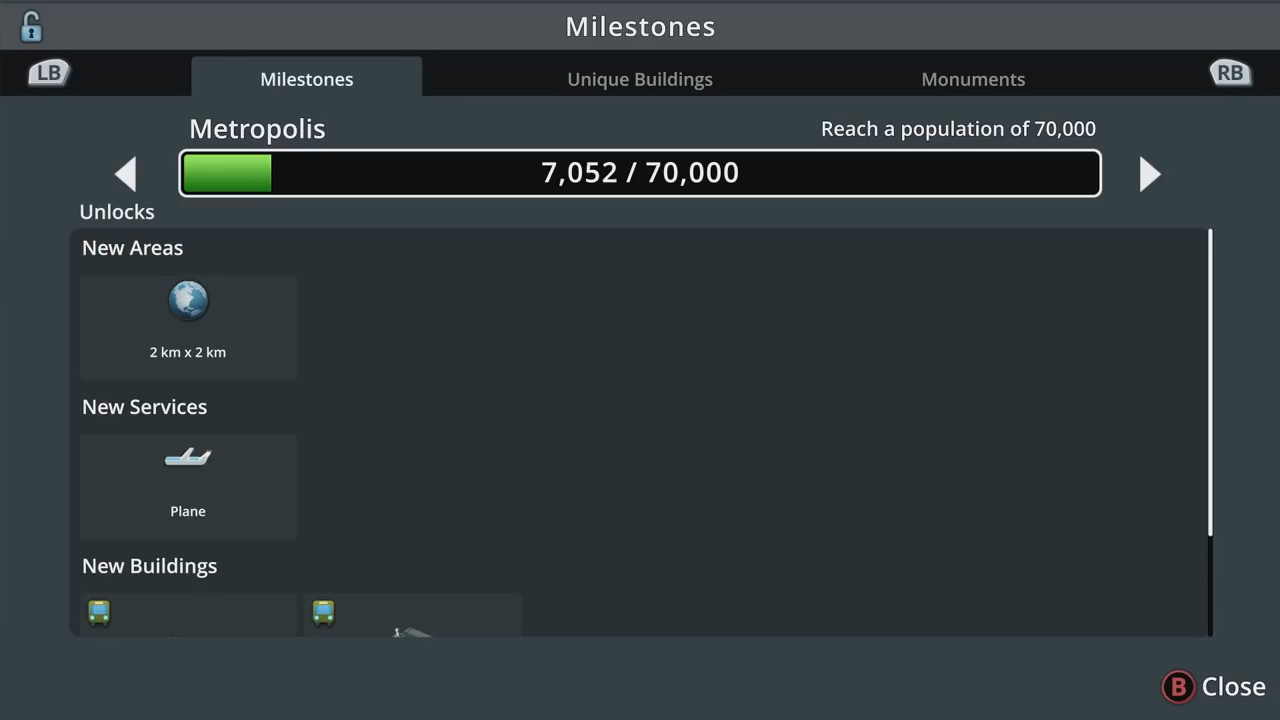 Milestones
LB
Milestones
Unique Buildings
Monuments
RB
Metropolis
Reach a population of 70,000
7,052 / 70,000
Unlocks
New Areas
2 km x 2 km
New Services
Plane
New Buildings
B Close